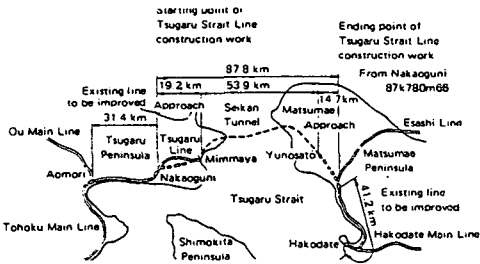 Starting point of
Tsugaru Strait Line
construction work
Ending point of
Tsugaru Strait Line
construction work
From Nakaoguni
87k780m66
87.8 km
19.2 km
53.9 km
14.7km
Existing line
to be improved
31.4 km
Approach
Seikan
Tunnel
Matsumae
Approach
Esashi Line
Ou Main Line
Tsugaru
Peninsula
Tsugaru
Line
Mimmaya
Yunosato
Matsumae
Peninsula
Aomori
Nakaoguni
Tsugaru Strait
41.2 km
Existing line
to be improved
Tohoku Main Line
Shimokita
Peninsula
Hakodate
Hakodate Main Line